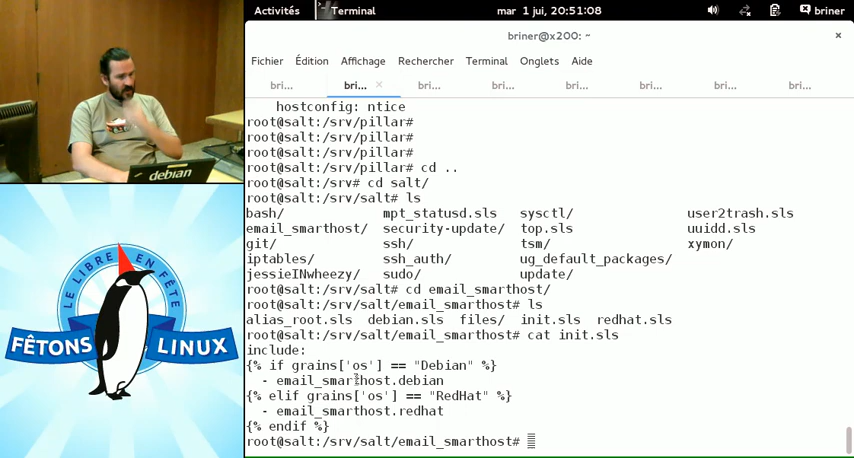 Activités
Terminal
mar 1 jui, 20:51:08
briner
briner@x200: ~
×
Fichier Édition Affichage Rechercher Terminal Onglets Aide
bri... bri... × bri... bri... bri... bri... bri... bri...
hostconfig: ntice
root@salt:/srv/pillar#
root@salt:/srv/pillar#
root@salt:/srv/pillar#
root@salt:/srv/pillar# cd ..
root@salt:/srv# cd salt/
root@salt:/srv/salt# ls
bash/ mpt_statusd.sls sysctl/ user2trash.sls
email_smarthost/ security-update/ top.sls uuidd.sls
git/ ssh/ tsm/ xymon/
iptables/ ssh_auth/ ug_default_packages/
jessieINwheezy/ sudo/ update/
root@salt:/srv/salt# cd email_smarthost/
root@salt:/srv/salt/email_smarthost# ls
alias_root.sls debian.sls files/ init.sls redhat.sls
root@salt:/srv/salt/email_smarthost# cat init.sls
include:
{% if grains['os'] == "Debian" %}
- email_smarthost.debian
{% elif grains['os'] == "RedHat" %}
- email_smarthost.redhat
{% endif %}
root@salt:/srv/salt/email_smarthost#
debian
LE LIBRE EN FÊTE
FÊTONS LINUX